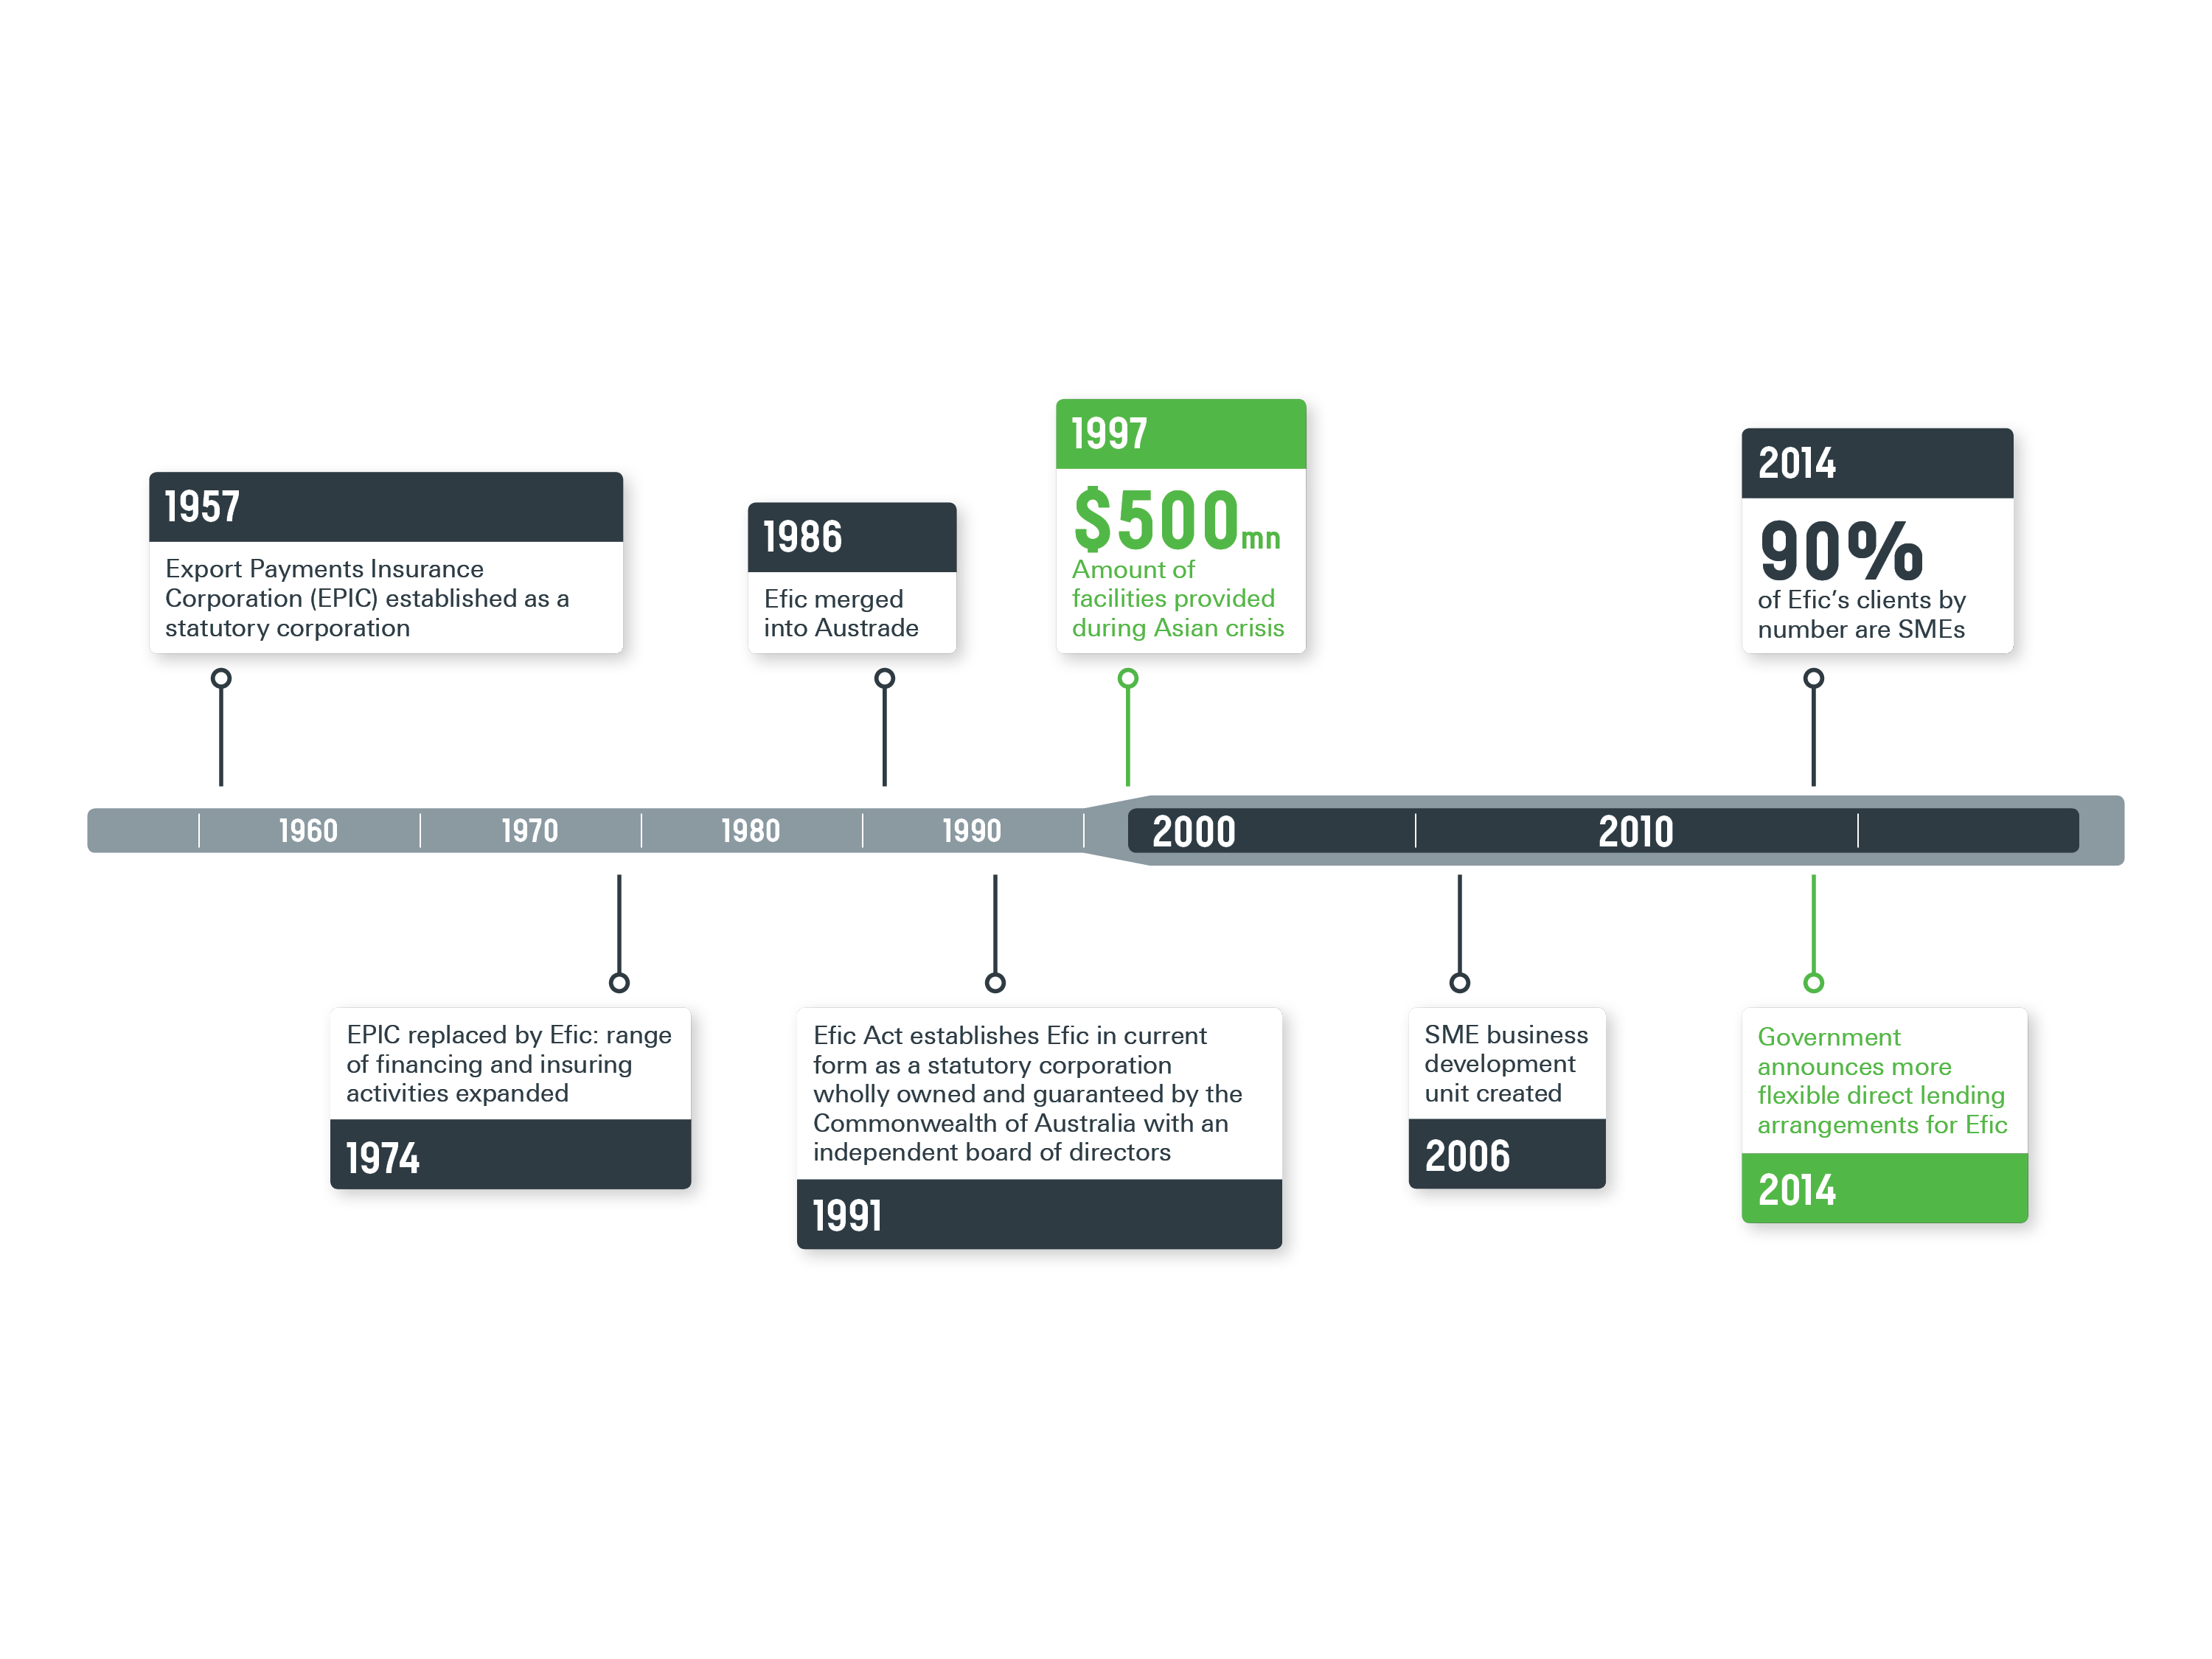 1957
Export Payments Insurance
Corporation (EPIC) established as a
statutory corporation
1986
Efic merged
into Austrade
1997
$500mn
Amount of
facilities provided
during Asian crisis
2014
90%
of Efic’s clients by
number are SMEs
1960 1970 1980 1990 2000 2010
EPIC replaced by Efic: range
of financing and insuring
activities expanded
1974
Efic Act establishes Efic in current
form as a statutory corporation
wholly owned and guaranteed by the
Commonwealth of Australia with an
independent board of directors
1991
SME business
development
unit created
2006
Government
announces more
flexible direct lending
arrangements for Efic
2014